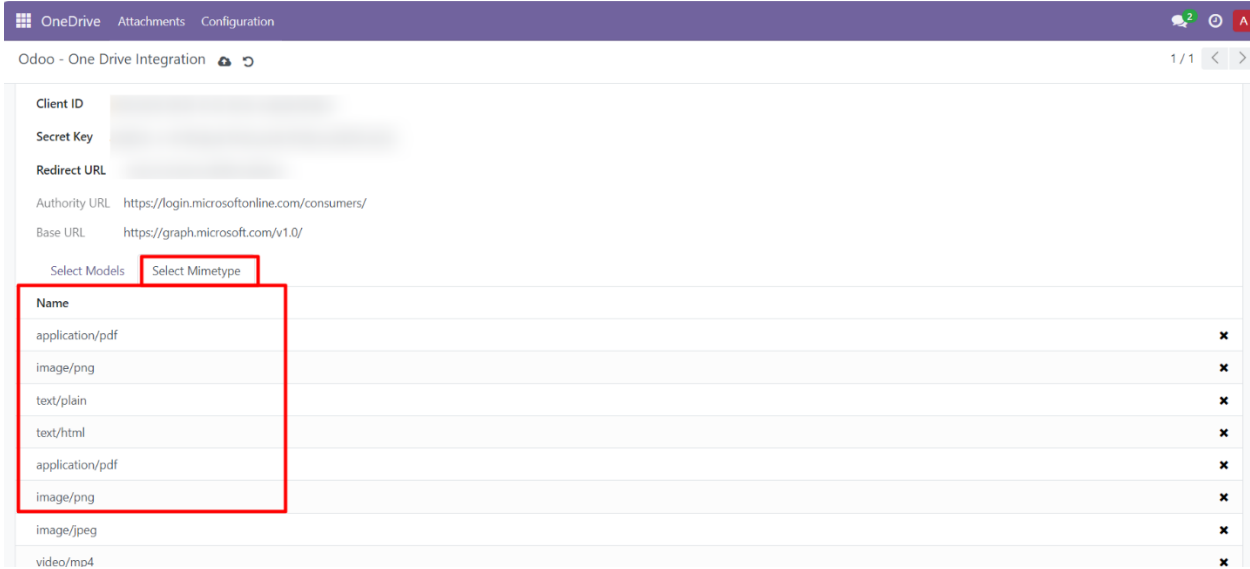 OneDrive Attachments Configuration 2 A
Odoo - One Drive Integration 1 / 1
Client ID
Secret Key
Redirect URL
Authority URL https://login.microsoftonline.com/consumers/
Base URL https://graph.microsoft.com/v1.0/
Select Models Select Mimetype
Name
application/pdf
image/png
text/plain
text/html
application/pdf
image/png
image/jpeg
video/mp4